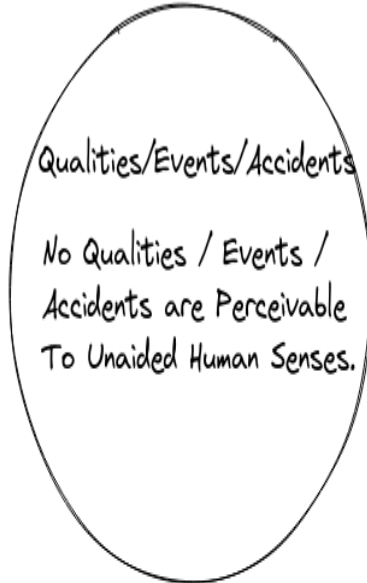 Qualities/Events/Accidents
No Qualities / Events /
Accidents are Perceivable
To Unaided Human Senses.